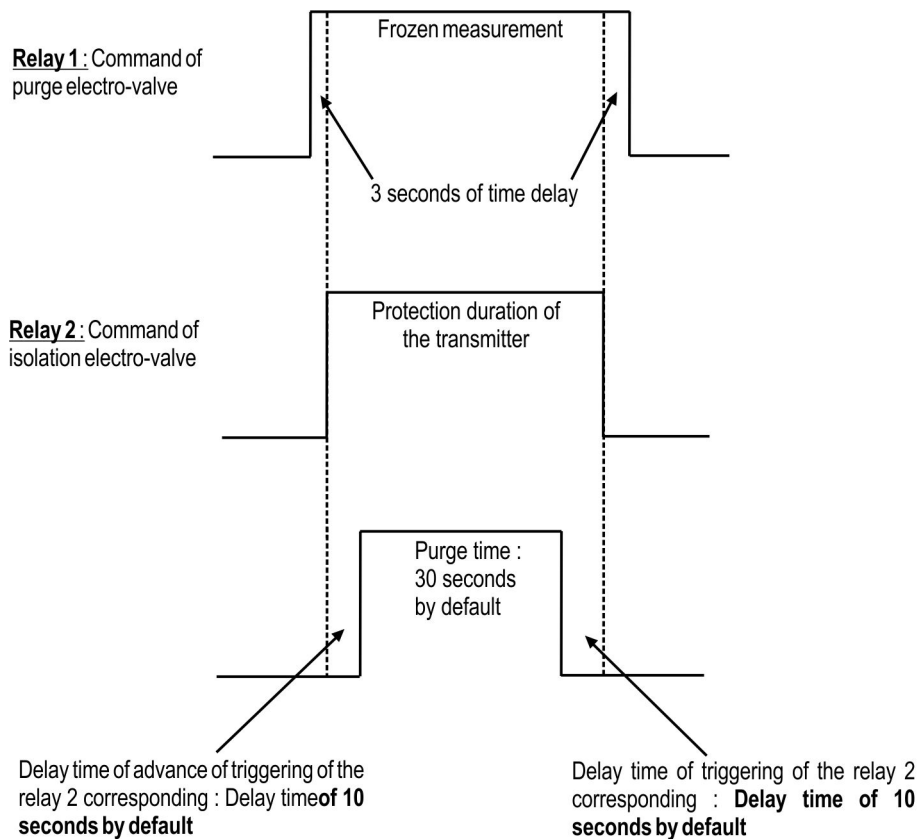 Frozen measurement
Relay 1 : Command of
purge electro-valve
3 seconds of time delay
Protection duration of
the transmitter
Relay 2 : Command of
isolation electro-valve
Purge time :
30 seconds
by default
Delay time of advance of triggering of the
relay 2 corresponding : Delay timeof 10
seconds by default
Delay time of triggering of the relay 2
corresponding : Delay time of 10
seconds by default